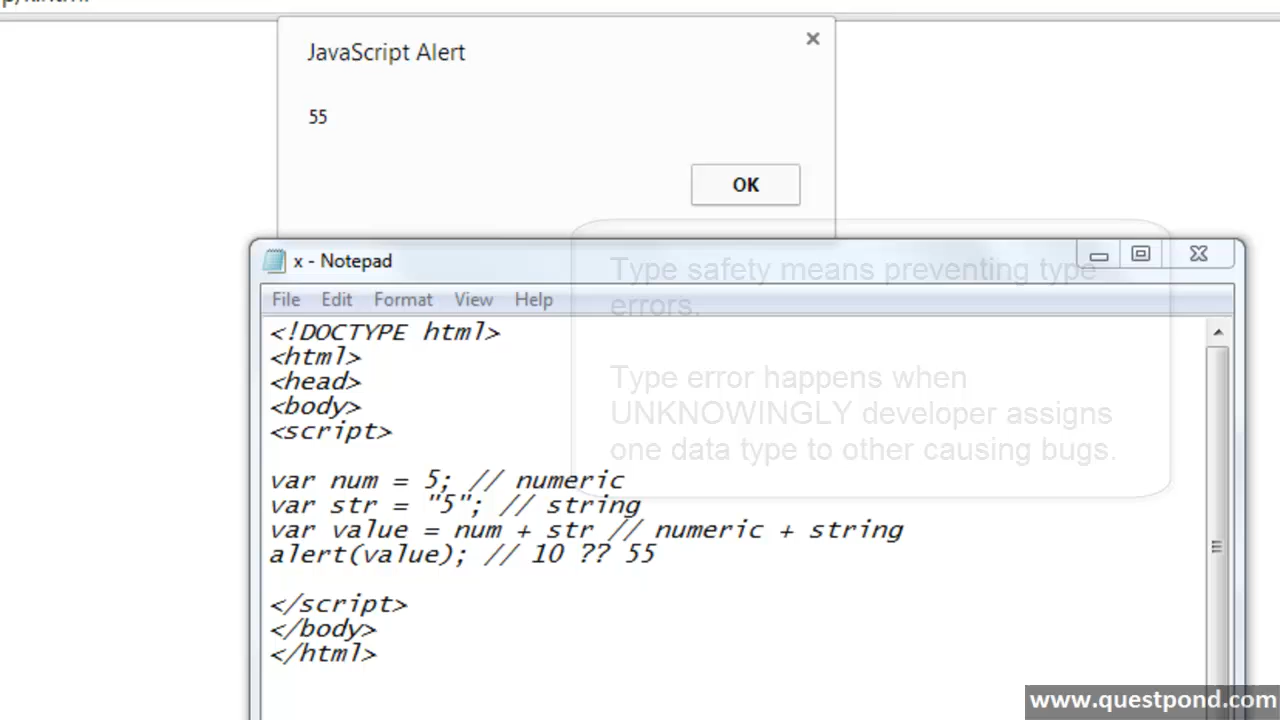 JavaScript Alert
55
OK
x - Notepad
File Edit Format View Help
Type safety means preventing type
errors.
Type error happens when
UNKNOWINGLY developer assigns
one data type to other causing bugs.
<!DOCTYPE html>
<html>
<head>
<body>
<script>
var num = 5; // numeric
var str = "5"; // string
var value = num + str // numeric + string
alert(value); // 10 ?? 55
</script>
</body>
</html>
www.questpond.com